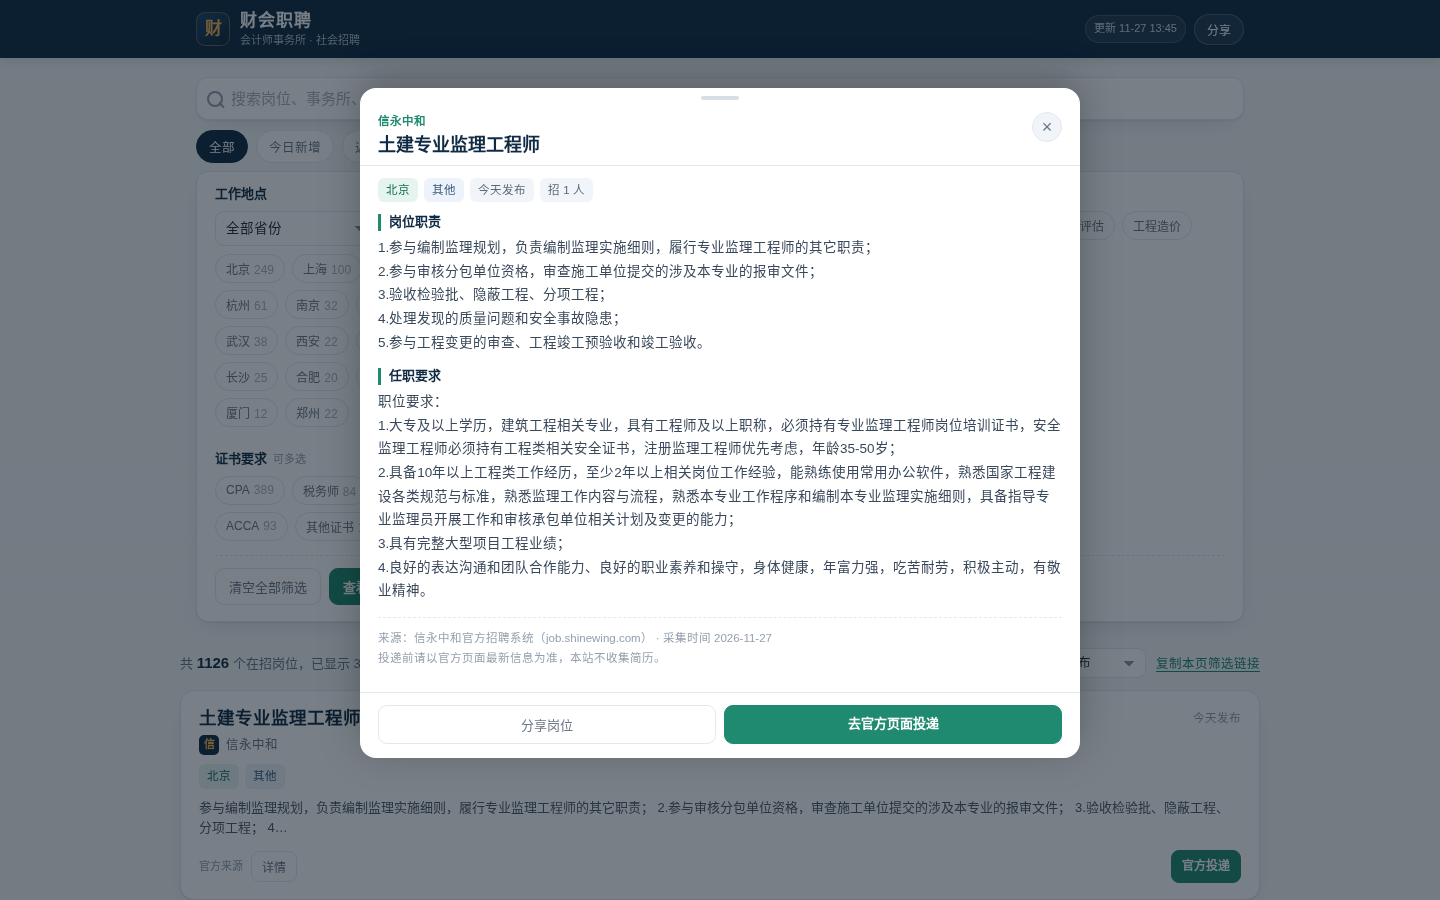 财
财会职聘
会计师事务所 · 社会招聘
更新 11-27 13:45
分享
搜索岗位、事务所、
全部
今日新增
工作地点
全部省份
评估
工程造价
北京 249
上海 100
杭州 61
南京 32
武汉 38
西安 22
长沙 25
合肥 20
厦门 12
郑州 22
证书要求 可多选
CPA 389
税务师 84
ACCA 93
其他证书
清空全部筛选
信永中和
土建专业监理工程师
×
北京
其他
今天发布
招 1 人
岗位职责
1.参与编制监理规划，负责编制监理实施细则，履行专业监理工程师的其它职责；
2.参与审核分包单位资格，审查施工单位提交的涉及本专业的报审文件；
3.验收检验批、隐蔽工程、分项工程；
4.处理发现的质量问题和安全事故隐患；
5.参与工程变更的审查、工程竣工预验收和竣工验收。
任职要求
职位要求：
1.大专及以上学历，建筑工程相关专业，具有工程师及以上职称，必须持有专业监理工程师岗位培训证书，安全
监理工程师必须持有工程类相关安全证书，注册监理工程师优先考虑，年龄35-50岁；
2.具备10年以上工程类工作经历，至少2年以上相关岗位工作经验，能熟练使用常用办公软件，熟悉国家工程建
设各类规范与标准，熟悉监理工作内容与流程，熟悉本专业工作程序和编制本专业监理实施细则，具备指导专
业监理员开展工作和审核承包单位相关计划及变更的能力；
3.具有完整大型项目工程业绩；
4.良好的表达沟通和团队合作能力、良好的职业素养和操守，身体健康，年富力强，吃苦耐劳，积极主动，有敬
业精神。
来源：信永中和官方招聘系统（job.shinewing.com） · 采集时间 2026-11-27
投递前请以官方页面最新信息为准，本站不收集简历。
分享岗位
去官方页面投递
共 1126 个在招岗位，已显示 3
布
复制本页筛选链接
土建专业监理工程师
今天发布
信
信永中和
北京
其他
参与编制监理规划，负责编制监理实施细则，履行专业监理工程师的其它职责； 2.参与审核分包单位资格，审查施工单位提交的涉及本专业的报审文件； 3.验收检验批、隐蔽工程、
分项工程； 4…
官方来源
详情
官方投递